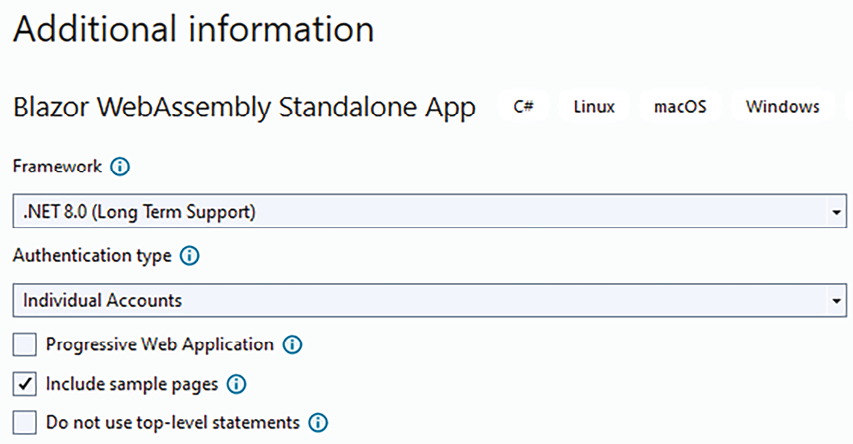 Additional information
Blazor WebAssembly Standalone App C# Linux macOS Windows
Framework
.NET 8.0 (Long Term Support)
Authentication type
Individual Accounts
Progressive Web Application
Include sample pages
Do not use top-level statements